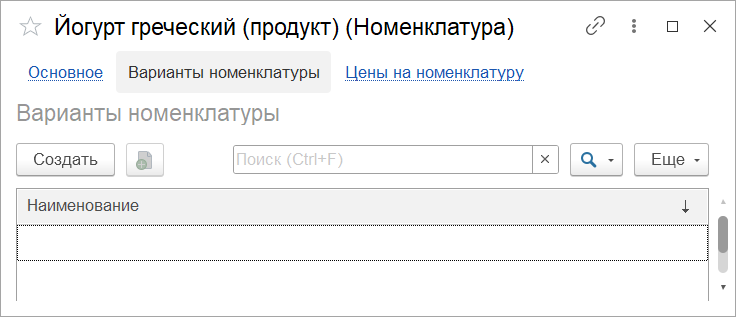 Йогурт греческий (продукт) (Номенклатура)
Основное Варианты номенклатуры Цены на номенклатуру
Варианты номенклатуры
Создать Поиск (Ctrl+F) Еще
Наименование